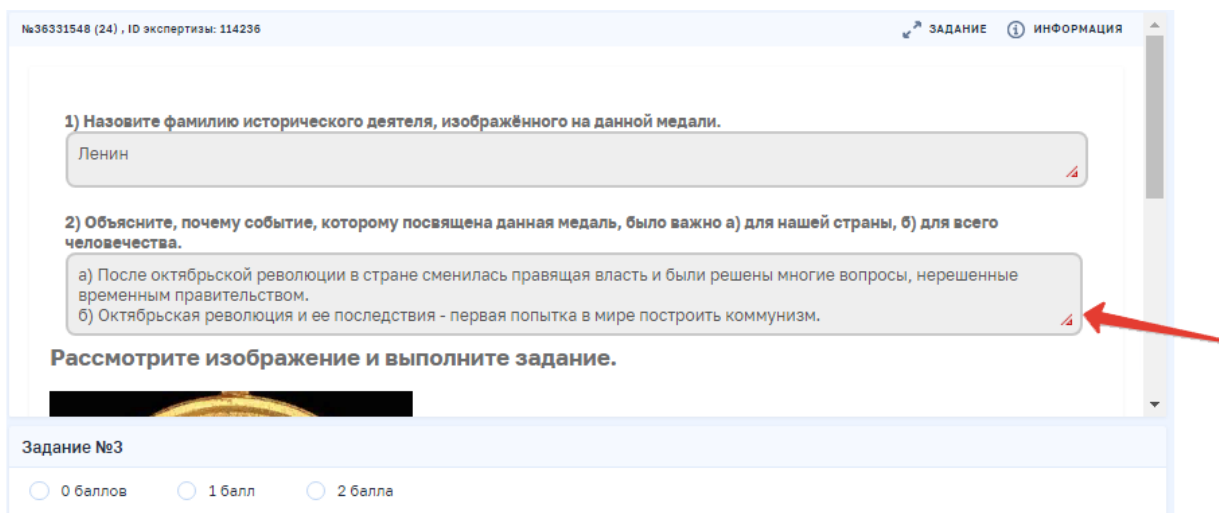 №36331548 (24) , ID экспертизы: 114236
ЗАДАНИЕ
ИНФОРМАЦИЯ
1) Назовите фамилию исторического деятеля, изображённого на данной медали.
Ленин
2) Объясните, почему событие, которому посвящена данная медаль, было важно а) для нашей страны, б) для всего
человечества.
а) После октябрьской революции в стране сменилась правящая власть и были решены многие вопросы, нерешенные
временным правительством.
б) Октябрьская революция и ее последствия - первая попытка в мире построить коммунизм.
Рассмотрите изображение и выполните задание.
Задание №3
0 баллов
1 балл
2 балла